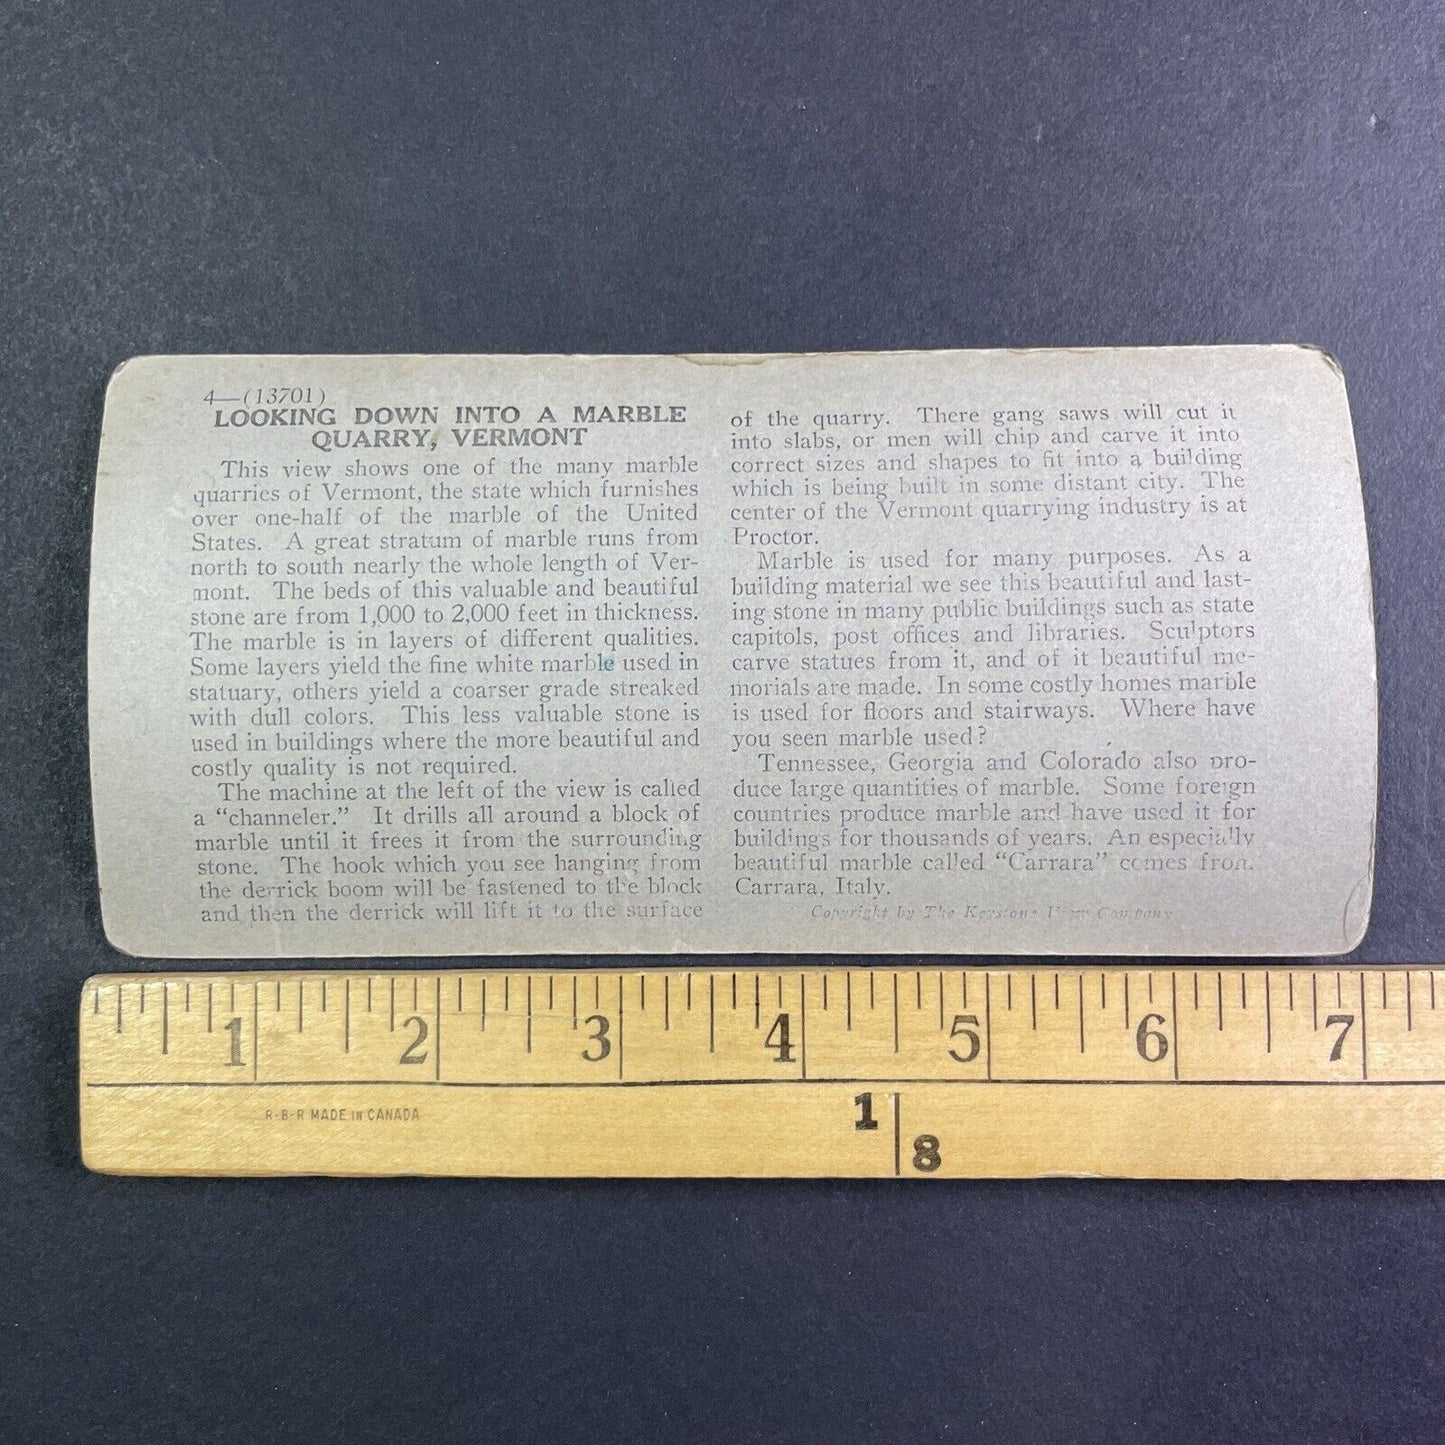 4—(13701)
LOOKING DOWN INTO A MARBLE
QUARRY, VERMONT
This view shows one of the many marble
quarries of Vermont, the state which furnishes
over one-half of the marble of the United
States. A great stratum of marble runs from
north to south nearly the whole length of Ver-
mont. The beds of this valuable and beautiful
stone are from 1,000 to 2,000 feet in thickness.
The marble is in layers of different qualities.
Some layers yield the fine white marble used in
statuary, others yield a coarser grade streaked
with dull colors. This less valuable stone is
used in buildings where the more beautiful and
costly quality is not required.
The machine at the left of the view is called
a "channeler." It drills all around a block of
marble until it frees it from the surrounding
stone. The hook which you see hanging from
the derrick boom will be fastened to the block
and then the derrick will lift it to the surface
of the quarry. There gang saws will cut it
into slabs, or men will chip and carve it into
correct sizes and shapes to fit into a building
which is being built in some distant city. The
center of the Vermont quarrying industry is at
Proctor.
Marble is used for many purposes. As a
building material we see this beautiful and last-
ing stone in many public buildings such as state
capitols, post offices and libraries. Sculptors
carve statues from it, and of it beautiful me-
morials are made. In some costly homes marble
is used for floors and stairways. Where have
you seen marble used?
Tennessee, Georgia and Colorado also pro-
duce large quantities of marble. Some foreign
countries produce marble and have used it for
buildings for thousands of years. An especially
beautiful marble called "Carrara" comes from
Carrara, Italy.
Copyright by The Keystone View Company
1 2 3 4 5 6 7
R-B-R MADE IN CANADA
1
8